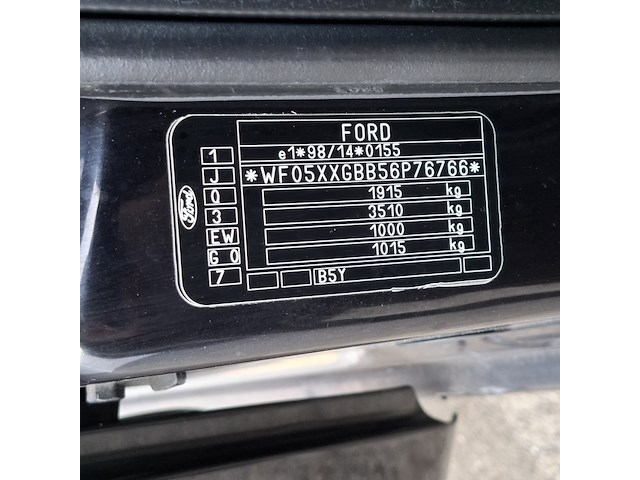 FORD
e1*98/14*0155
*WF05XXGBB56P76766*
1915 kg
3510 kg
1000 kg
1015 kg
B5Y
1
J
0
3
EW
G 0
7
Ford